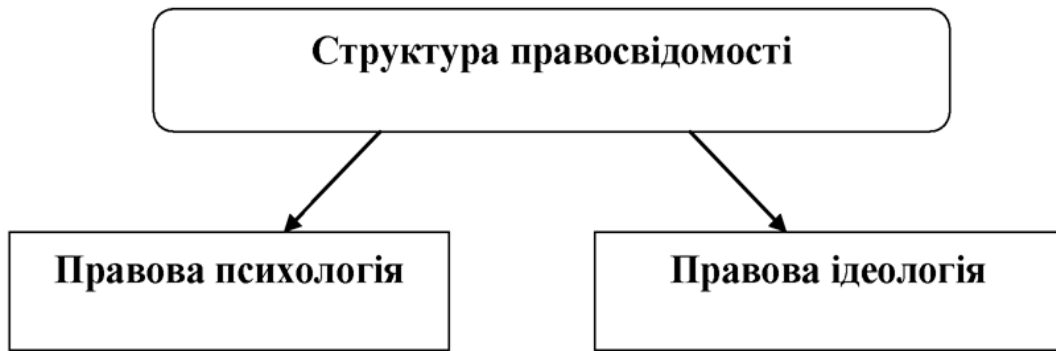 Структура правосвідомості
Правова психологія
Правова ідеологія